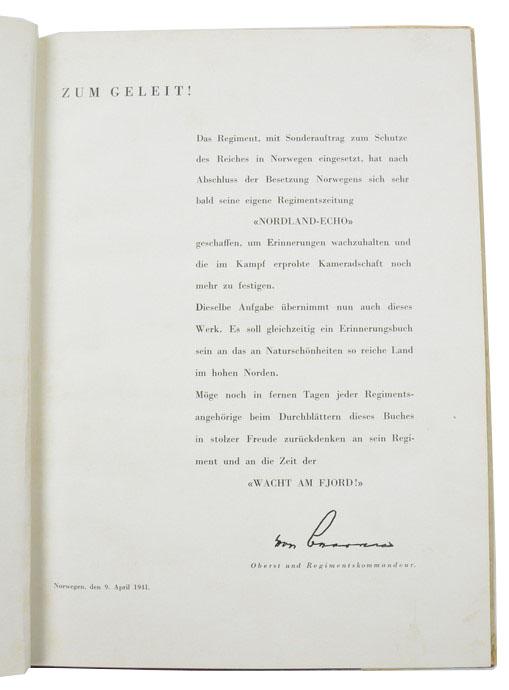 ZUM GELEIT!
Das Regiment, mit Sonderauftrag zum Schutze
des Reiches in Norwegen eingesetzt, hat nach
Abschluss der Besetzung Norwegens sich sehr
bald seine eigene Regimentszeitung
«NORDLAND-ECHO»
geschaffen, um Erinnerungen wachzuhalten und
die im Kampf erprobte Kameradschaft noch
mehr zu festigen.
Dieselbe Aufgabe übernimmt nun auch dieses
Werk. Es soll gleichzeitig ein Erinnerungsbuch
sein an das an Naturschönheiten so reiche Land
im hohen Norden.
Möge noch in fernen Tagen jeder Regiments-
angehörige beim Durchblättern dieses Buches
in stolzer Freude zurückdenken an sein Regi-
ment und an die Zeit der
«WACHT AM FJORD!»
von
Oberst und Regimentskommandeur.
Norwegen, den 9. April 1941.